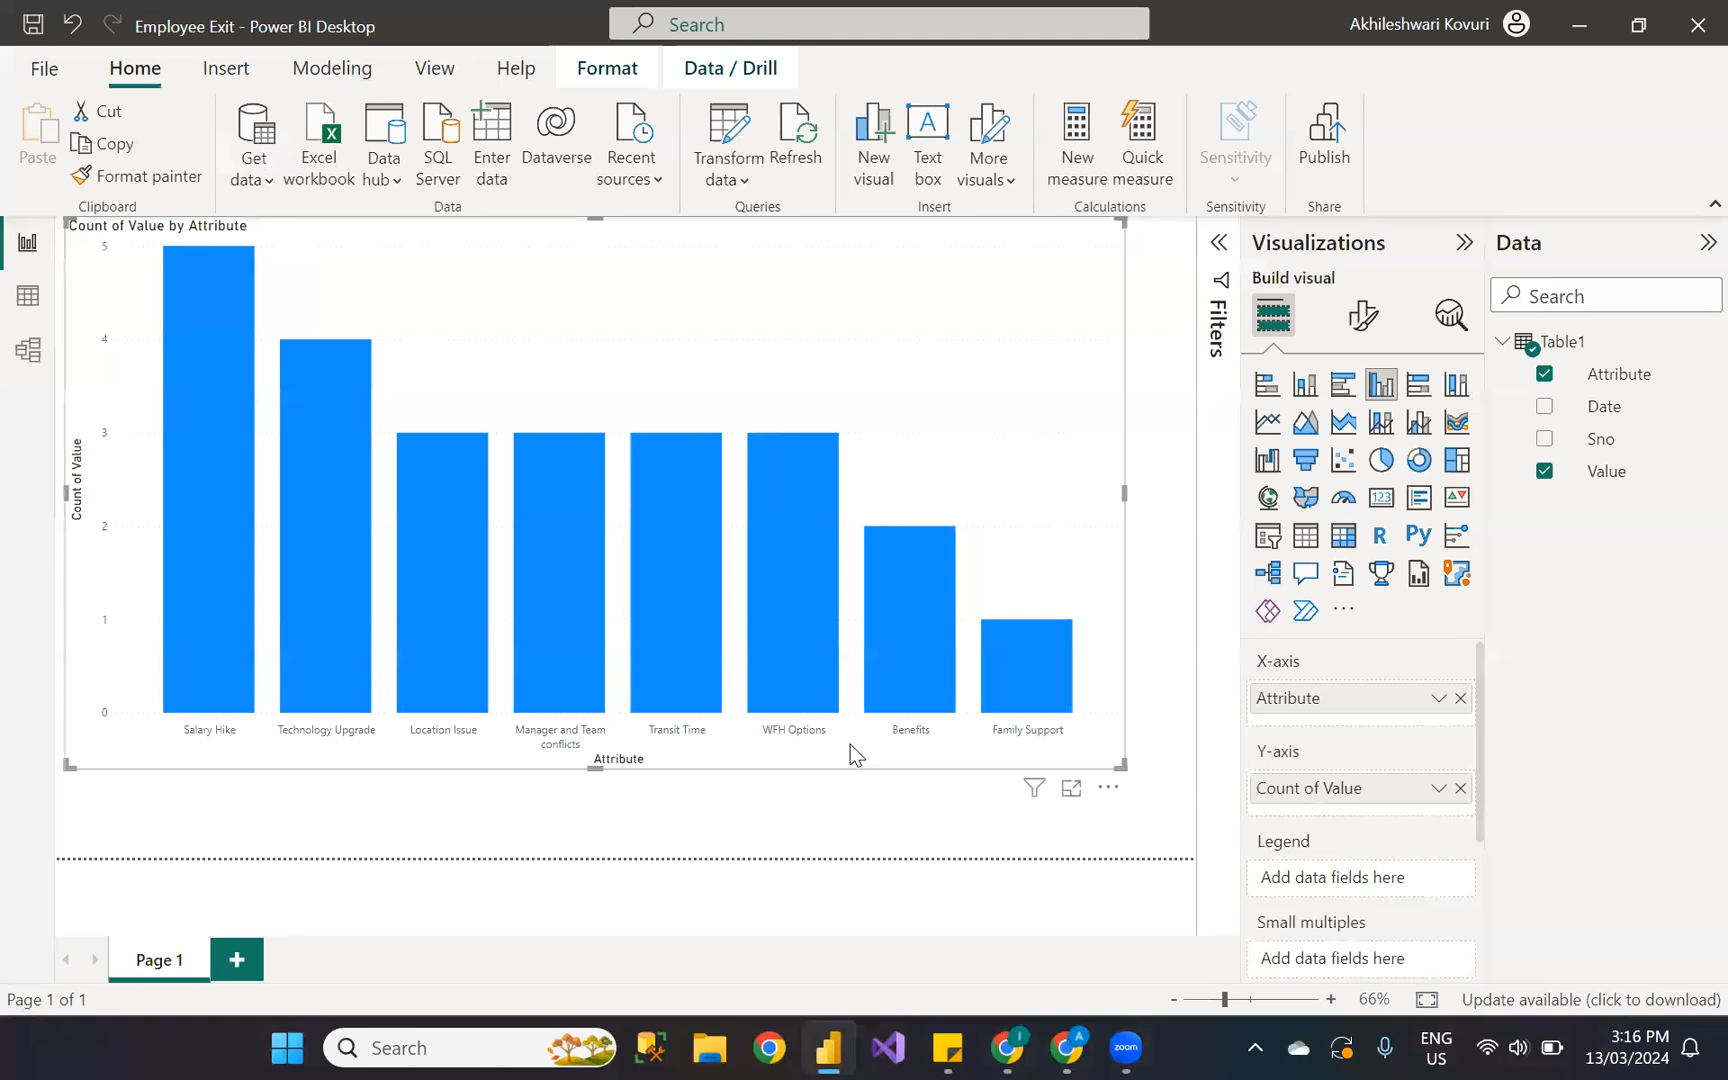 Employee Exit - Power BI Desktop
Search
Akhileshwari Kovuri
File
Home
Insert
Modeling
View
Help
Format
Data / Drill
Paste
Cut
Copy
Format painter
Clipboard
Get data
Excel workbook
Data hub
SQL Server
Enter data
Dataverse
Recent sources
Data
Transform data
Refresh
Queries
New visual
Text box
More visuals
Insert
New measure
Quick measure
Calculations
Sensitivity
Sensitivity
Publish
Share
Count of Value by Attribute
5
4
3
2
1
0
Count of Value
Salary Hike
Technology Upgrade
Location Issue
Manager and Team conflicts
Transit Time
WFH Options
Benefits
Family Support
Attribute
Filters
Visualizations
Build visual
123
R
Py
X-axis
Attribute
Y-axis
Count of Value
Legend
Add data fields here
Small multiples
Add data fields here
Data
Search
Table1
Attribute
Date
Sno
Value
Page 1
Page 1 of 1
- + 66%
Update available (click to download)
Search
I
A
zoom
ENG
US
3:16 PM
13/03/2024